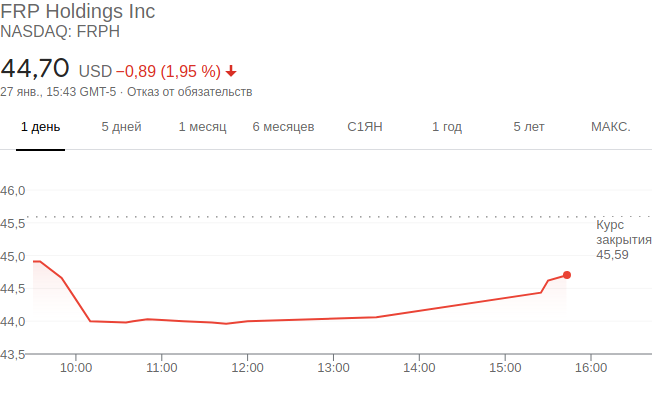 FRP Holdings Inc
NASDAQ: FRPH
44,70 USD −0,89 (1,95 %)
27 янв., 15:43 GMT-5 · Отказ от обязательств
1 день 5 дней 1 месяц 6 месяцев С1ЯН 1 год 5 лет МАКС.
46,0
45,5
Курс
закрытия
45,59
45,0
44,5
44,0
43,5
10:00 11:00 12:00 13:00 14:00 15:00 16:00